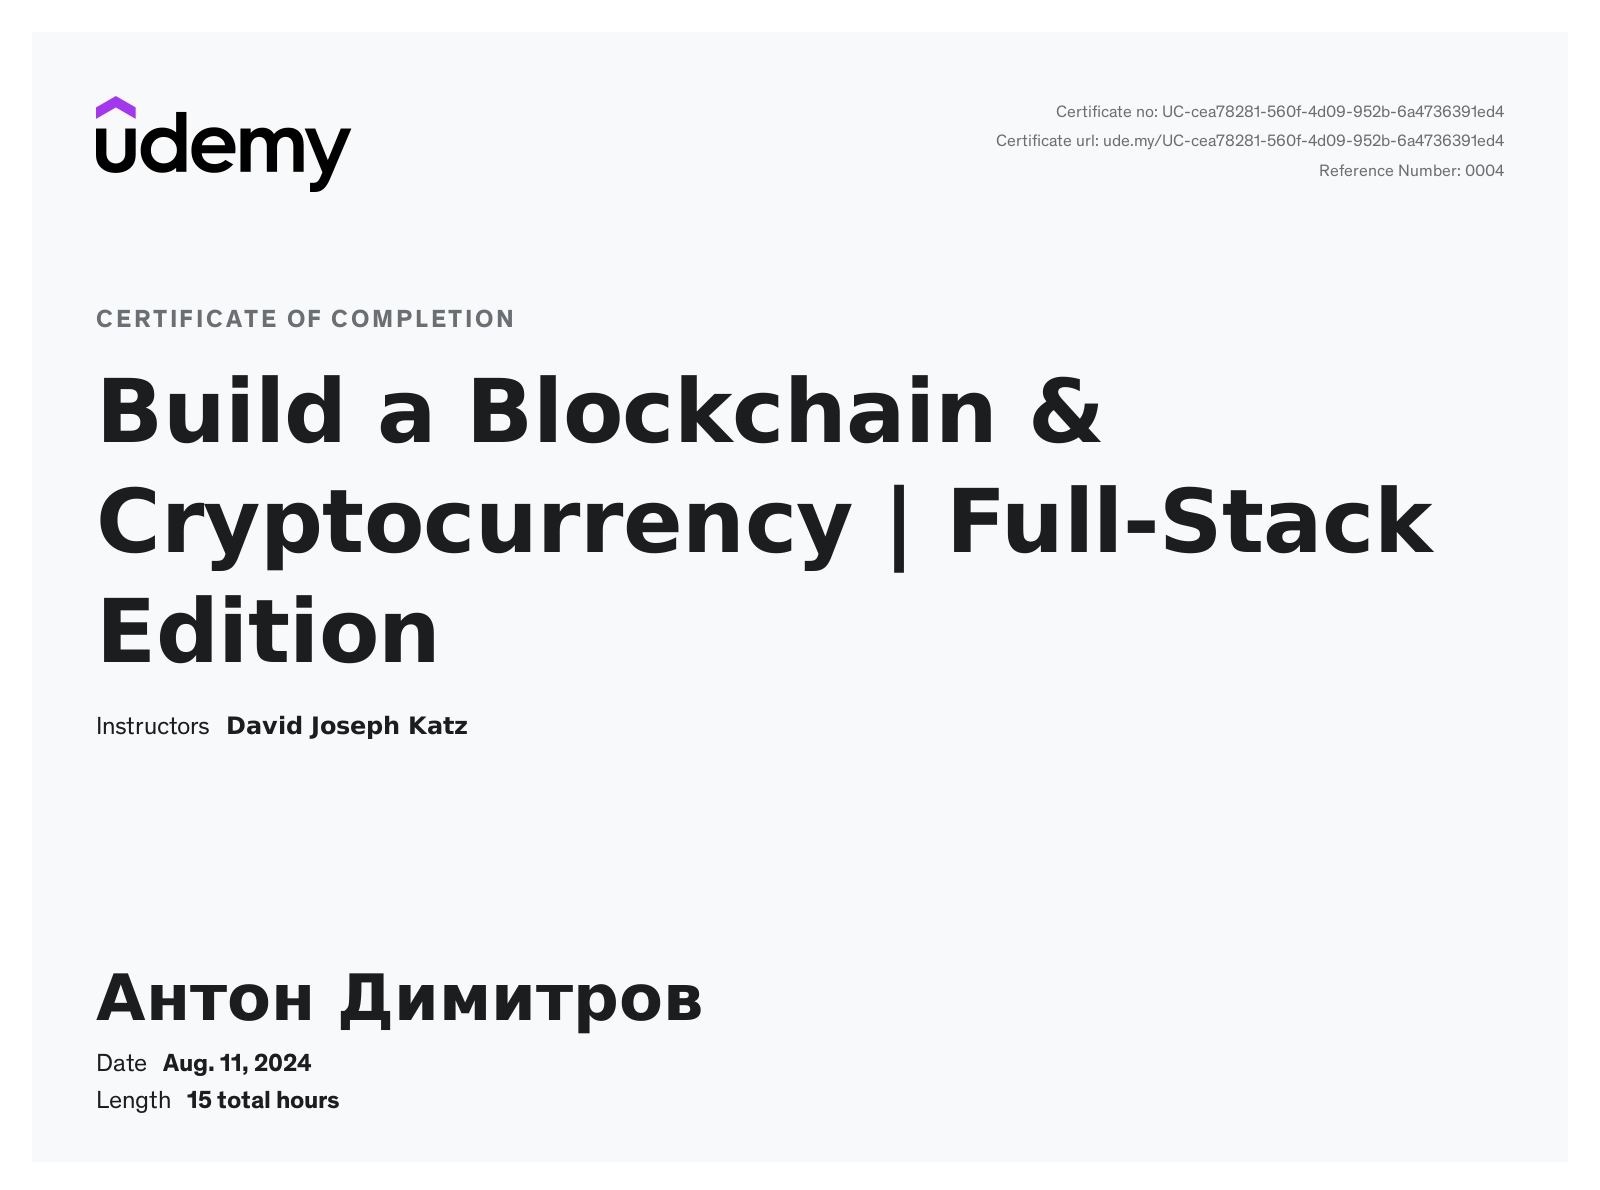 udemy
Certificate no: UC-cea78281-560f-4d09-952b-6a4736391ed4
Certificate url: ude.my/UC-cea78281-560f-4d09-952b-6a4736391ed4
Reference Number: 0004
CERTIFICATE OF COMPLETION
Build a Blockchain &
Cryptocurrency | Full-Stack
Edition
Instructors David Joseph Katz
Антон Димитров
Date Aug. 11, 2024
Length 15 total hours